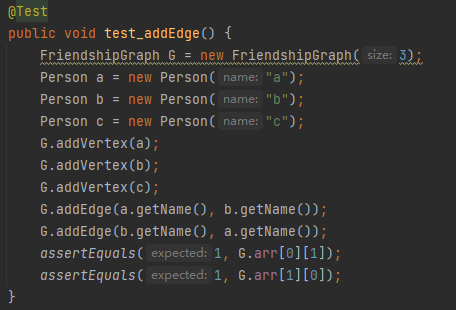 @Test
public void test_addEdge() {
    FriendshipGraph G = new FriendshipGraph( size: 3);
    Person a = new Person( name: "a");
    Person b = new Person( name: "b");
    Person c = new Person( name: "c");
    G.addVertex(a);
    G.addVertex(b);
    G.addVertex(c);
    G.addEdge(a.getName(), b.getName());
    G.addEdge(b.getName(), a.getName());
    assertEquals( expected: 1, G.arr[0][1]);
    assertEquals( expected: 1, G.arr[1][0]);
}